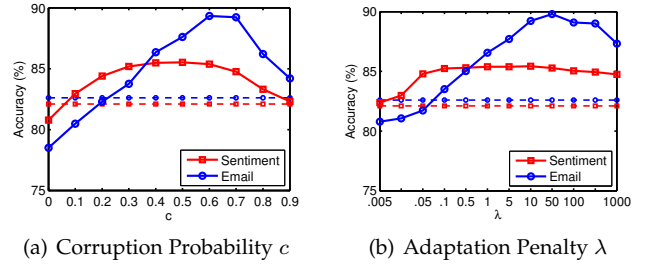 90
85
80
75
Accuracy (%)
Sentiment
Email
0 0.1 0.2 0.3 0.4 0.5 0.6 0.7 0.8 0.9
c
(a) Corruption Probability c
90
85
80
75
Accuracy (%)
Sentiment
Email
.005 .05 .1 0.5 1 5 10 50 100 1000
λ
(b) Adaptation Penalty λ